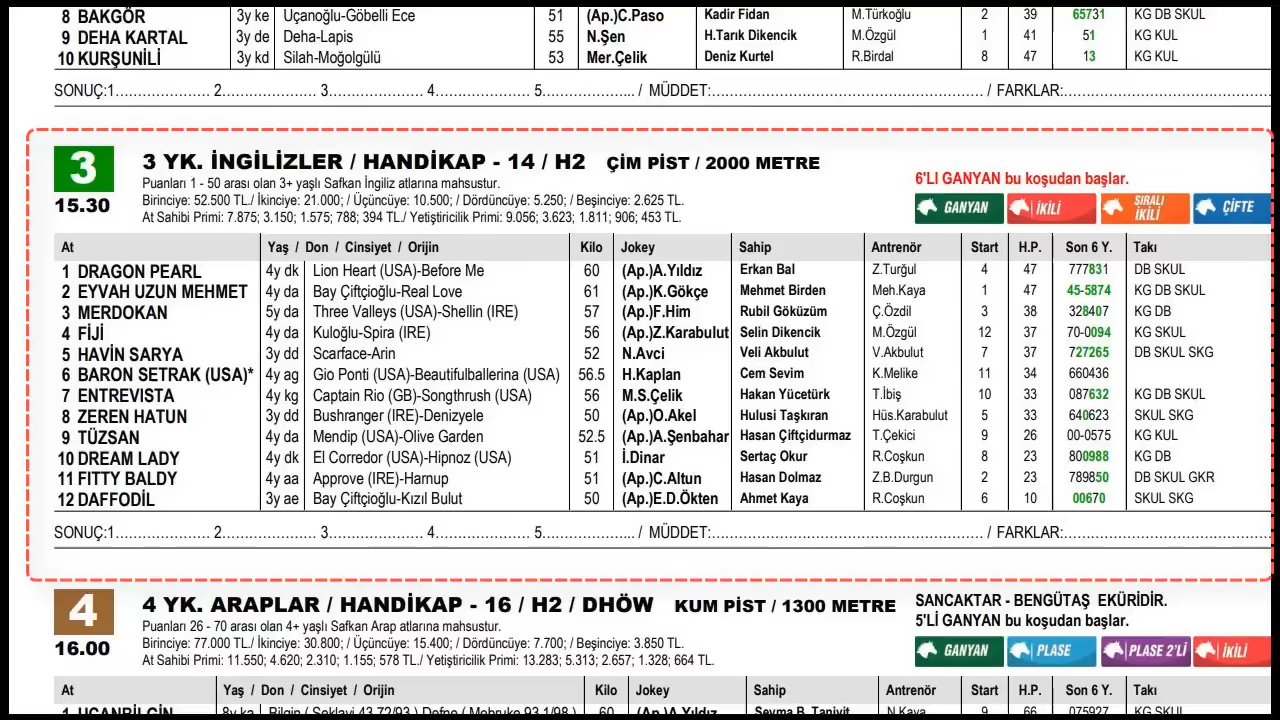 8 BAKGÖR 3y ke Uçanoğlu-Göbelli Ece 51 (Ap.)C.Paso Kadir Fidan M.Türkoğlu 2 39 65731 KG DB SKUL
9 DEHA KARTAL 3y de Deha-Lapis 55 N.Şen H.Tarık Dikencik M.Özgül 1 41 51 KG KUL
10 KURŞUNİLİ 3y kd Silah-Moğolgülü 53 Mer.Çelik Deniz Kurtel R.Birdal 8 47 13 KG KUL
SONUÇ:1..................... 2..................... 3..................... 4..................... 5..................... / MÜDDET:............................................................. / FARKLAR:...............................................
3 3 YK. İNGİLİZLER / HANDİKAP - 14 / H2 ÇİM PİST / 2000 METRE
Puanları 1 - 50 arası olan 3+ yaşlı Safkan İngiliz atlarına mahsustur.
6'LI GANYAN bu koşudan başlar.
15.30 Birinciye: 52.500 TL./ İkinciye: 21.000; / Üçüncüye: 10.500; / Dördüncüye: 5.250; / Beşinciye: 2.625 TL.
At Sahibi Primi: 7.875; 3.150; 1.575; 788; 394 TL./ Yetiştiricilik Primi: 9.056; 3.623; 1.811; 906; 453 TL.
GANYAN İKİLİ SIRALI İKİLİ ÇİFTE
At Yaş / Don / Cinsiyet / Orijin Kilo Jokey Sahip Antrenör Start H.P. Son 6 Y. Takı
1 DRAGON PEARL 4y dk Lion Heart (USA)-Before Me 60 (Ap.)A.Yıldız Erkan Bal Z.Turğul 4 47 777831 DB SKUL
2 EYVAH UZUN MEHMET 4y da Bay Çiftçioğlu-Real Love 61 (Ap.)K.Gökçe Mehmet Birden Meh.Kaya 1 47 45-5874 KG DB SKUL
3 MERDOKAN 5y da Three Valleys (USA)-Shellin (IRE) 57 (Ap.)F.Him Rubil Göküzüm Ç.Özdil 3 38 328407 KG DB
4 FİJİ 4y da Kuloğlu-Spira (IRE) 56 (Ap.)Z.Karabulut Selin Dikencik M.Özgül 12 37 70-0094 KG SKUL
5 HAVİN SARYA 3y dd Scarface-Arin 52 N.Avci Veli Akbulut V.Akbulut 7 37 727265 DB SKUL SKG
6 BARON SETRAK (USA)* 4y ag Gio Ponti (USA)-Beautifulballerina (USA) 56.5 H.Kaplan Cem Sevim K.Melike 11 34 660436
7 ENTREVISTA 4y kg Captain Rio (GB)-Songthrush (USA) 56 M.S.Çelik Hakan Yücetürk T.İbiş 10 33 087632 KG DB SKUL
8 ZEREN HATUN 3y dd Bushranger (IRE)-Denizyele 50 (Ap.)O.Akel Hulusi Taşkıran Hüs.Karabulut 5 33 640623 SKUL SKG
9 TÜZSAN 4y da Mendip (USA)-Olive Garden 52.5 (Ap.)A.Şenbahar Hasan Çiftçidurmaz T.Çekici 9 26 00-0575 KG KUL
10 DREAM LADY 4y dk El Corredor (USA)-Hipnoz (USA) 51 İ.Dinar Sertaç Okur R.Coşkun 8 23 800988 KG DB
11 FITTY BALDY 4y aa Approve (IRE)-Harnup 51 (Ap.)C.Altun Hasan Dolmaz Z.B.Durgun 2 23 789850 DB SKUL GKR
12 DAFFODİL 3y ae Bay Çiftçioğlu-Kızıl Bulut 50 (Ap.)E.D.Ökten Ahmet Kaya R.Coşkun 6 10 00670 SKUL SKG
SONUÇ:1..................... 2..................... 3..................... 4..................... 5..................... / MÜDDET:............................................................. / FARKLAR:...............................................
4 4 YK. ARAPLAR / HANDİKAP - 16 / H2 / DHÖW KUM PİST / 1300 METRE SANCAKTAR - BENGÜTAŞ EKÜRİDİR.
Puanları 26 - 70 arası olan 4+ yaşlı Safkan Arap atlarına mahsustur. 5'Lİ GANYAN bu koşudan başlar.
16.00 Birinciye: 77.000 TL./ İkinciye: 30.800; / Üçüncüye: 15.400; / Dördüncüye: 7.700; / Beşinciye: 3.850 TL.
At Sahibi Primi: 11.550; 4.620; 2.310; 1.155; 578 TL./ Yetiştiricilik Primi: 13.283; 5.313; 2.657; 1.328; 664 TL.
GANYAN PLASE PLASE 2'Lİ İKİLİ
At Yaş / Don / Cinsiyet / Orijin Kilo Jokey Sahip Antrenör Start H.P. Son 6 Y. Takı
1 UÇANBİLGİN 8y ka Bilgin ( Seklavi 43.72/93 ) Defne ( Mebruke 93.1/98 ) 60 (Ap.)A.Yıldız Seyma B. Taniyit N.Kaya 9 66 075927 KG SKUL